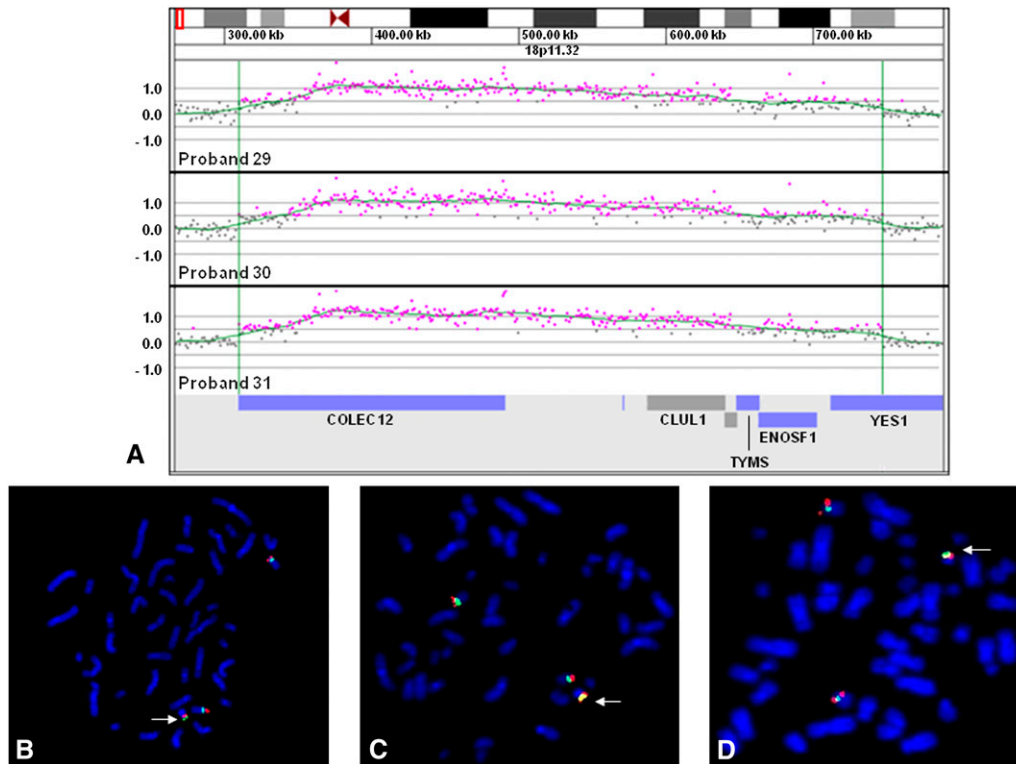 300.00 kb 400.00 kb 500.00 kb 600.00 kb 700.00 kb
18p11.32
1.0
0.0
- 1.0
Proband 29
1.0
0.0
- 1.0
Proband 30
1.0
0.0
- 1.0
Proband 31
COLEC12 CLUL1 ENOSF1 YES1
TYMS
A
B C D